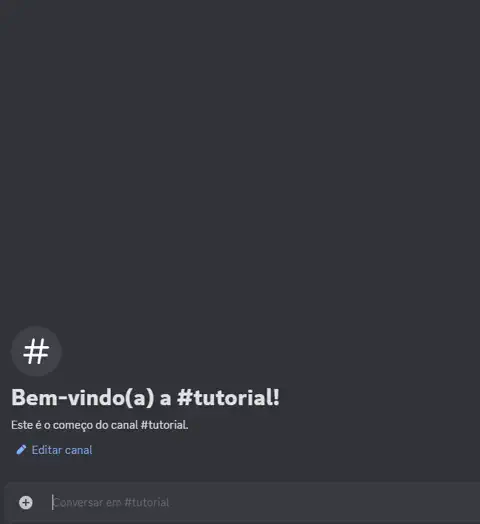 #
Bem-vindo(a) a #tutorial!
Este é o começo do canal #tutorial.
Editar canal
Conversar em #tutorial